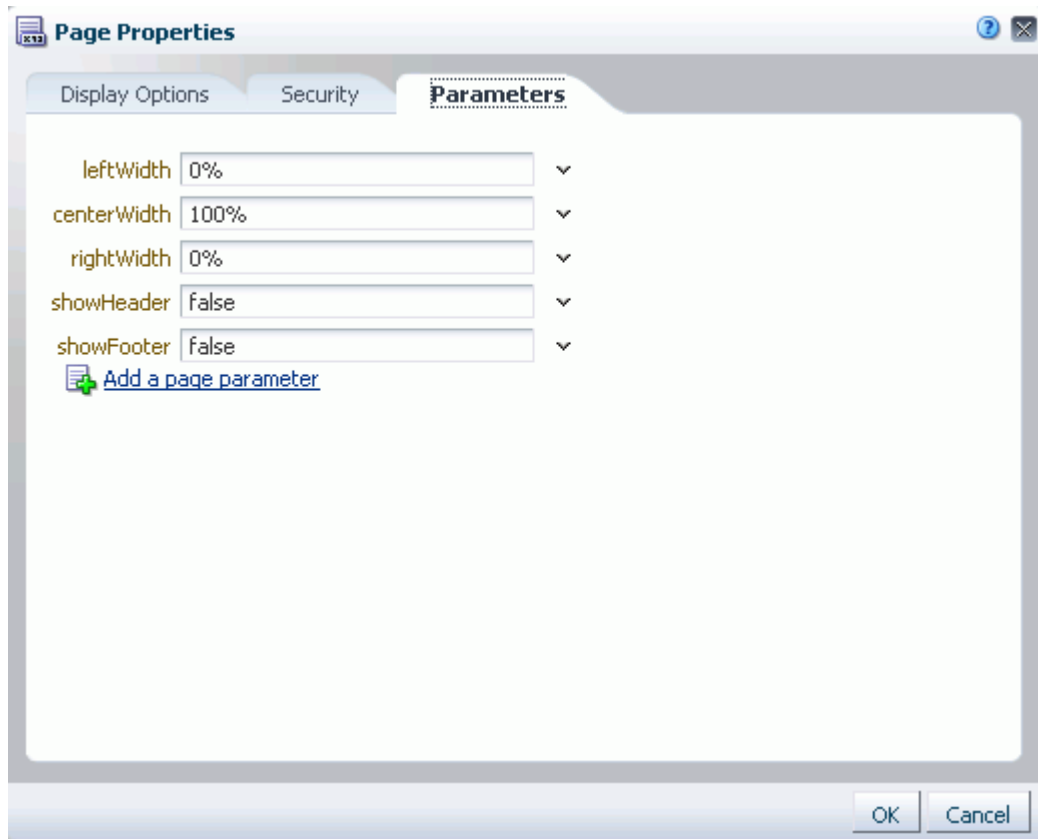 Page Properties
Display Options Security Parameters
leftWidth 0%
centerWidth 100%
rightWidth 0%
showHeader false
showFooter false
Add a page parameter
OK Cancel